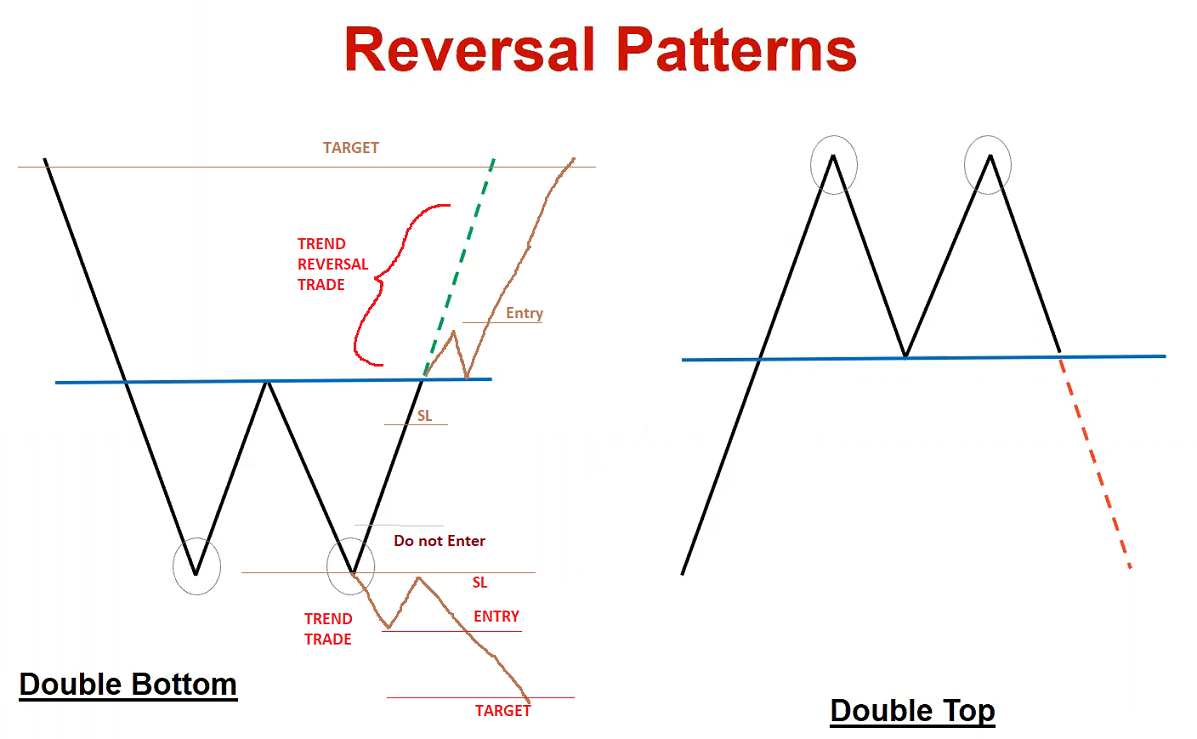 Reversal Patterns
TARGET
TREND
REVERSAL
TRADE
Entry
SL
Do not Enter
SL
TREND
TRADE
ENTRY
TARGET
Double Bottom
Double Top